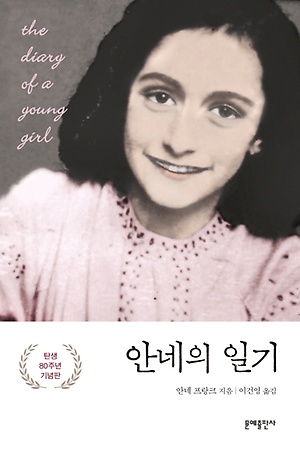 the
diary
of a
young
girl
탄생
80주년
기념판
안네의 일기
안네 프랑크 지음 | 이건영 옮김
문예출판사